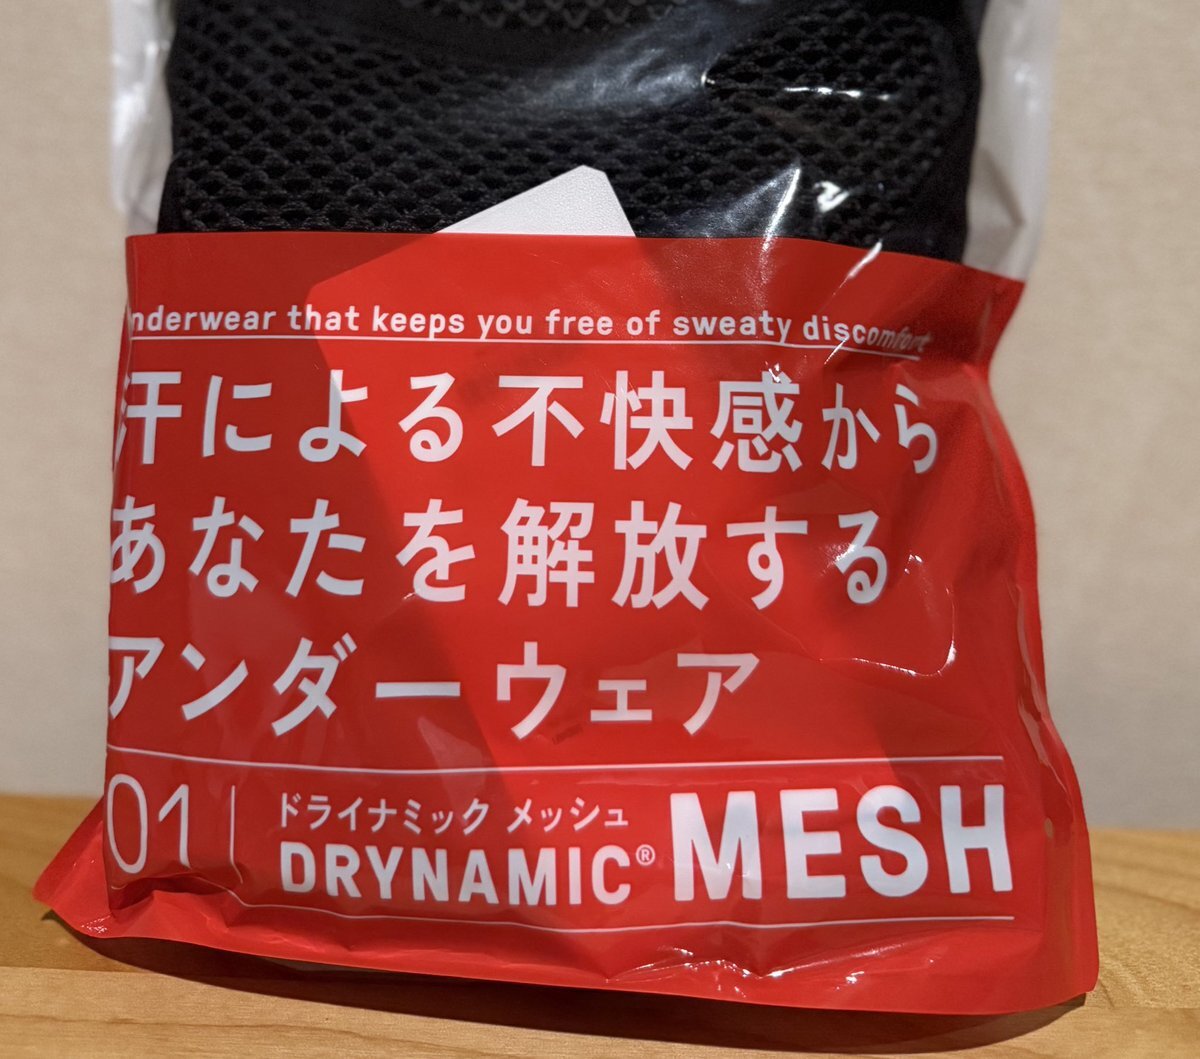 nderwear that keeps you free of sweaty discomfort
汗による不快感から
あなたを解放する
アンダーウェア
01
ドライナミック メッシュ
DRYNAMIC® MESH